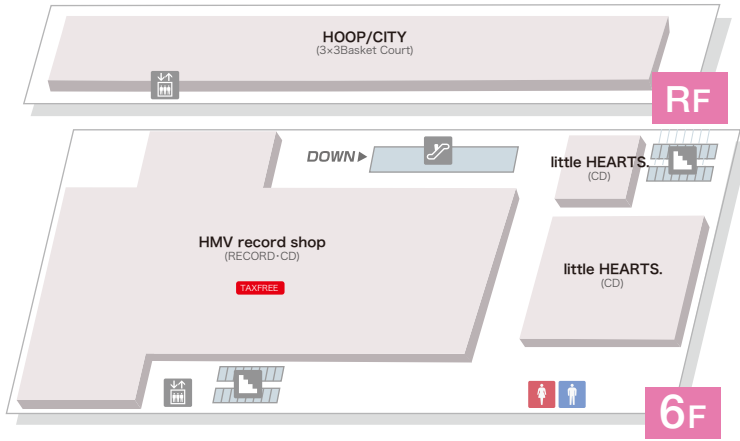 HOOP/CITY
(3×3Basket Court)
RF
DOWN
little HEARTS.
(CD)
HMV record shop
(RECORD・CD)
TAXFREE
little HEARTS.
(CD)
6F